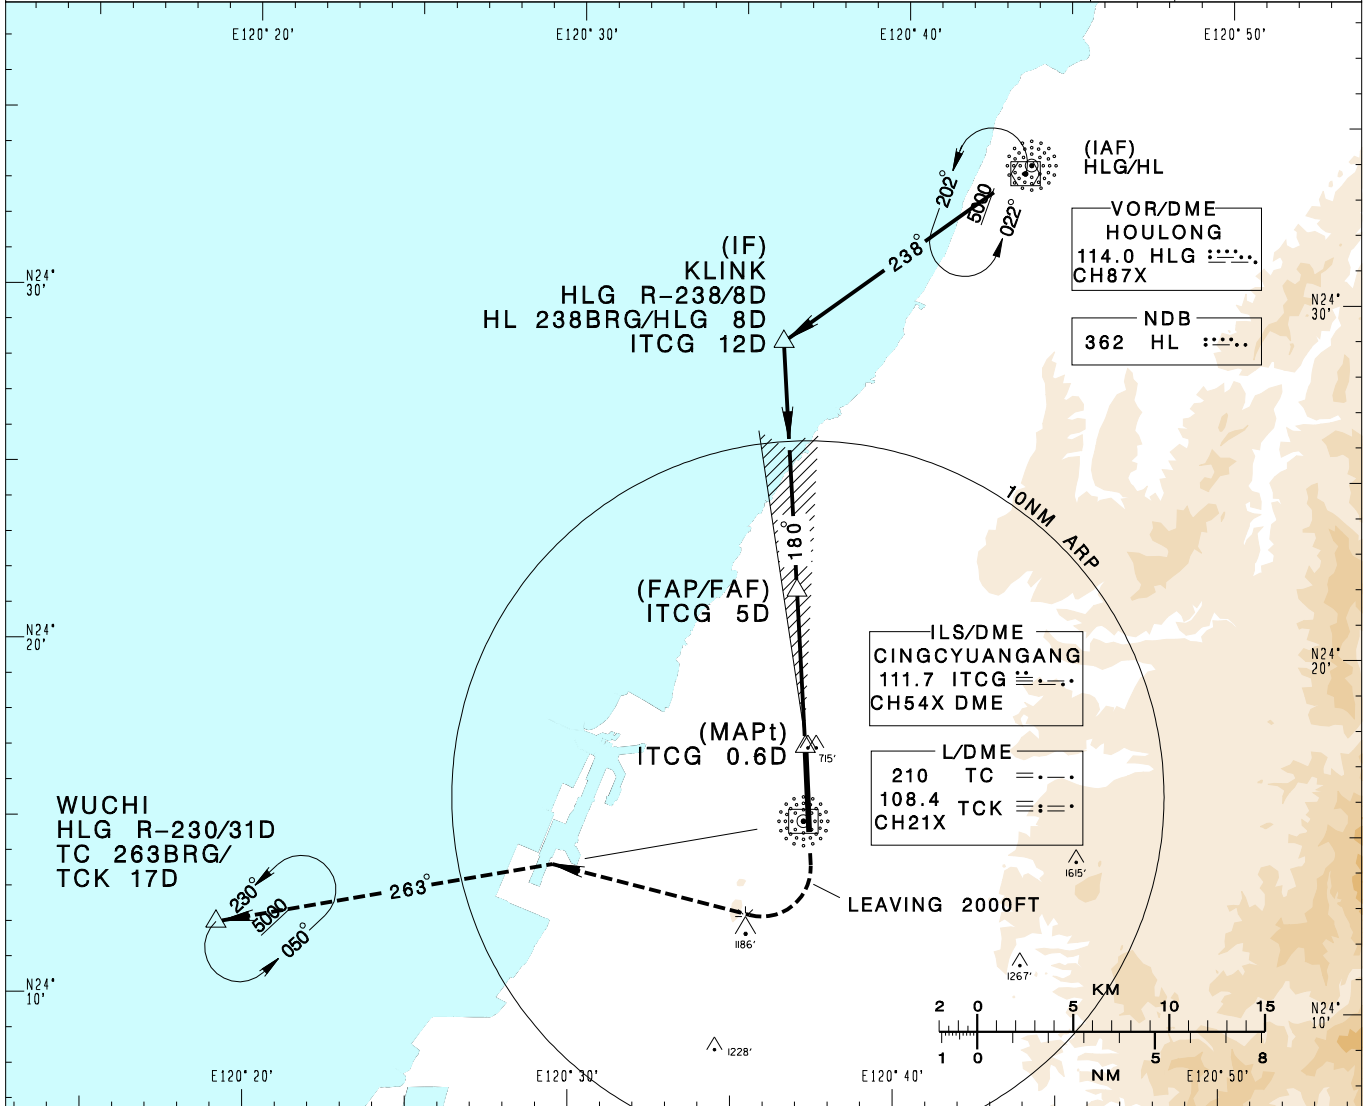 E120° 20'
E120° 30'
E120° 40'
E120° 50'
(IAF)
HLG/HL
202°
5000
022°
VOR/DME
HOULONG
114.0 HLG
CH87X
238°
(IF)
KLINK
HLG R-238/8D
HL 238BRG/HLG 8D
ITCG 12D
N24°
30'
N24°
30'
NDB
362 HL
10NM ARP
180°
(FAP/FAF)
ITCG 5D
N24°
20'
N24°
20'
ILS/DME
CINGCYUANGANG
111.7 ITCG
CH54X DME
(MAPt)
ITCG 0.6D
715'
L/DME
210 TC
108.4 TCK
CH21X
WUCHI
HLG R-230/31D
TC 263BRG/
TCK 17D
1615'
263°
230°
5000
050°
LEAVING 2000FT
1186'
1267'
N24°
10'
N24°
10'
KM
2 0 5 10 15
1 0 5 8
NM
1228'
E120° 20'
E120° 30'
E120° 40'
E120° 50'